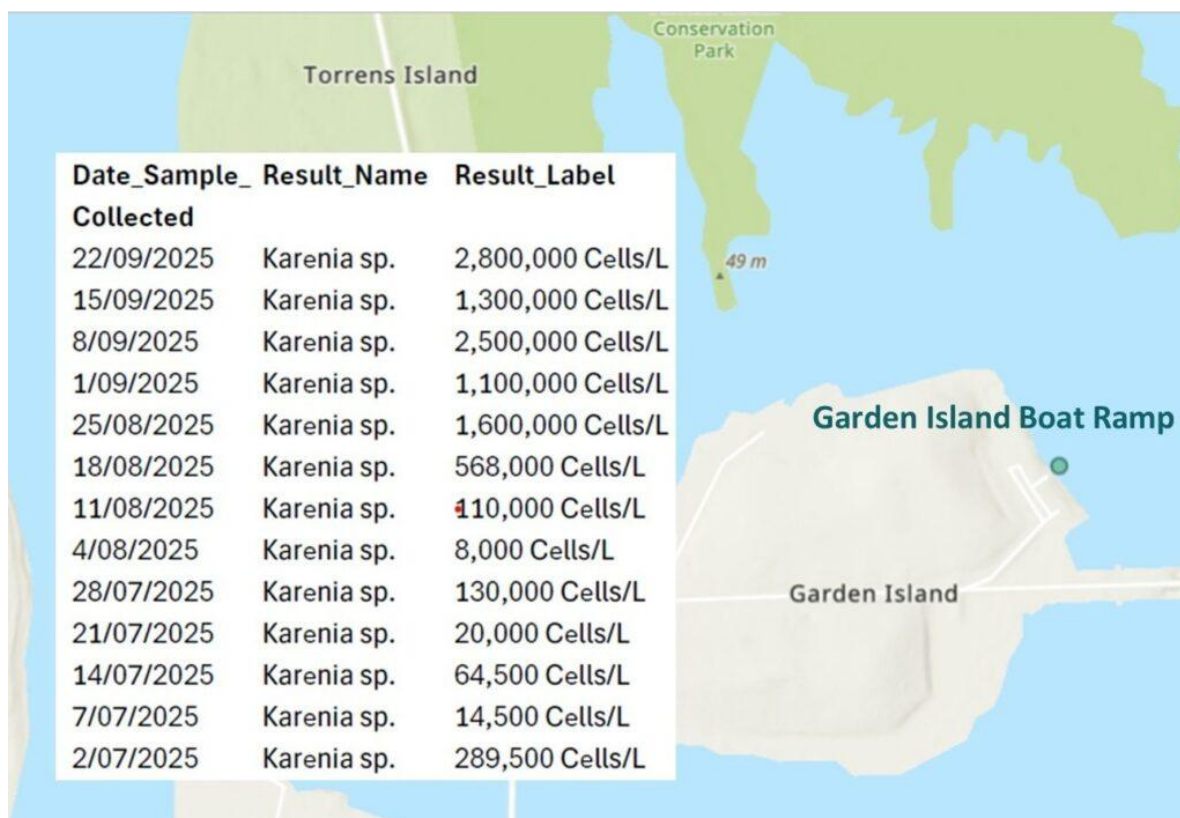 Conservation
Park
Torrens Island
Date_Sample_ Result_Name Result_Label
Collected
22/09/2025 Karenia sp. 2,800,000 Cells/L
15/09/2025 Karenia sp. 1,300,000 Cells/L
8/09/2025 Karenia sp. 2,500,000 Cells/L
1/09/2025 Karenia sp. 1,100,000 Cells/L
25/08/2025 Karenia sp. 1,600,000 Cells/L
18/08/2025 Karenia sp. 568,000 Cells/L
11/08/2025 Karenia sp. 110,000 Cells/L
4/08/2025 Karenia sp. 8,000 Cells/L
28/07/2025 Karenia sp. 130,000 Cells/L
21/07/2025 Karenia sp. 20,000 Cells/L
14/07/2025 Karenia sp. 64,500 Cells/L
7/07/2025 Karenia sp. 14,500 Cells/L
2/07/2025 Karenia sp. 289,500 Cells/L
49 m
Garden Island Boat Ramp
Garden Island